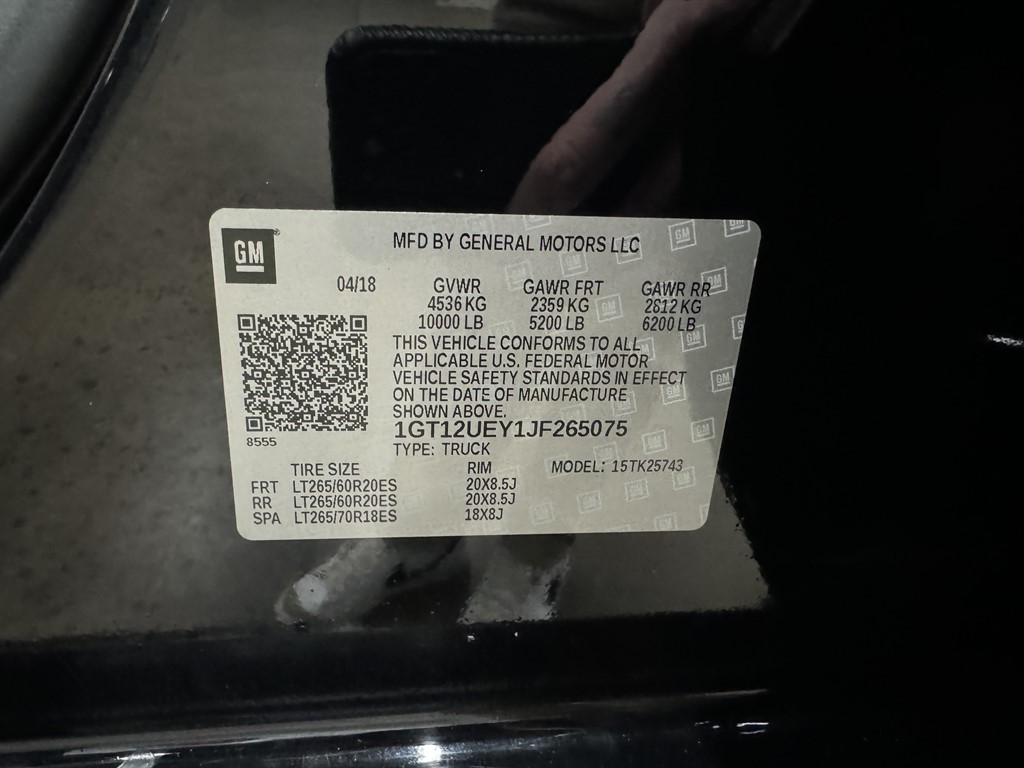 GM
MFD BY GENERAL MOTORS LLC
04/18 GVWR GAWR FRT GAWR RR
4536 KG 2359 KG 2812 KG
10000 LB 5200 LB 6200 LB
THIS VEHICLE CONFORMS TO ALL
APPLICABLE U.S. FEDERAL MOTOR
VEHICLE SAFETY STANDARDS IN EFFECT
ON THE DATE OF MANUFACTURE
SHOWN ABOVE.
8555
1GT12UEY1JF265075
TYPE: TRUCK
TIRE SIZE RIM MODEL: 15TK25743
FRT LT265/60R20ES 20X8.5J
RR LT265/60R20ES 20X8.5J
SPA LT265/70R18ES 18X8J